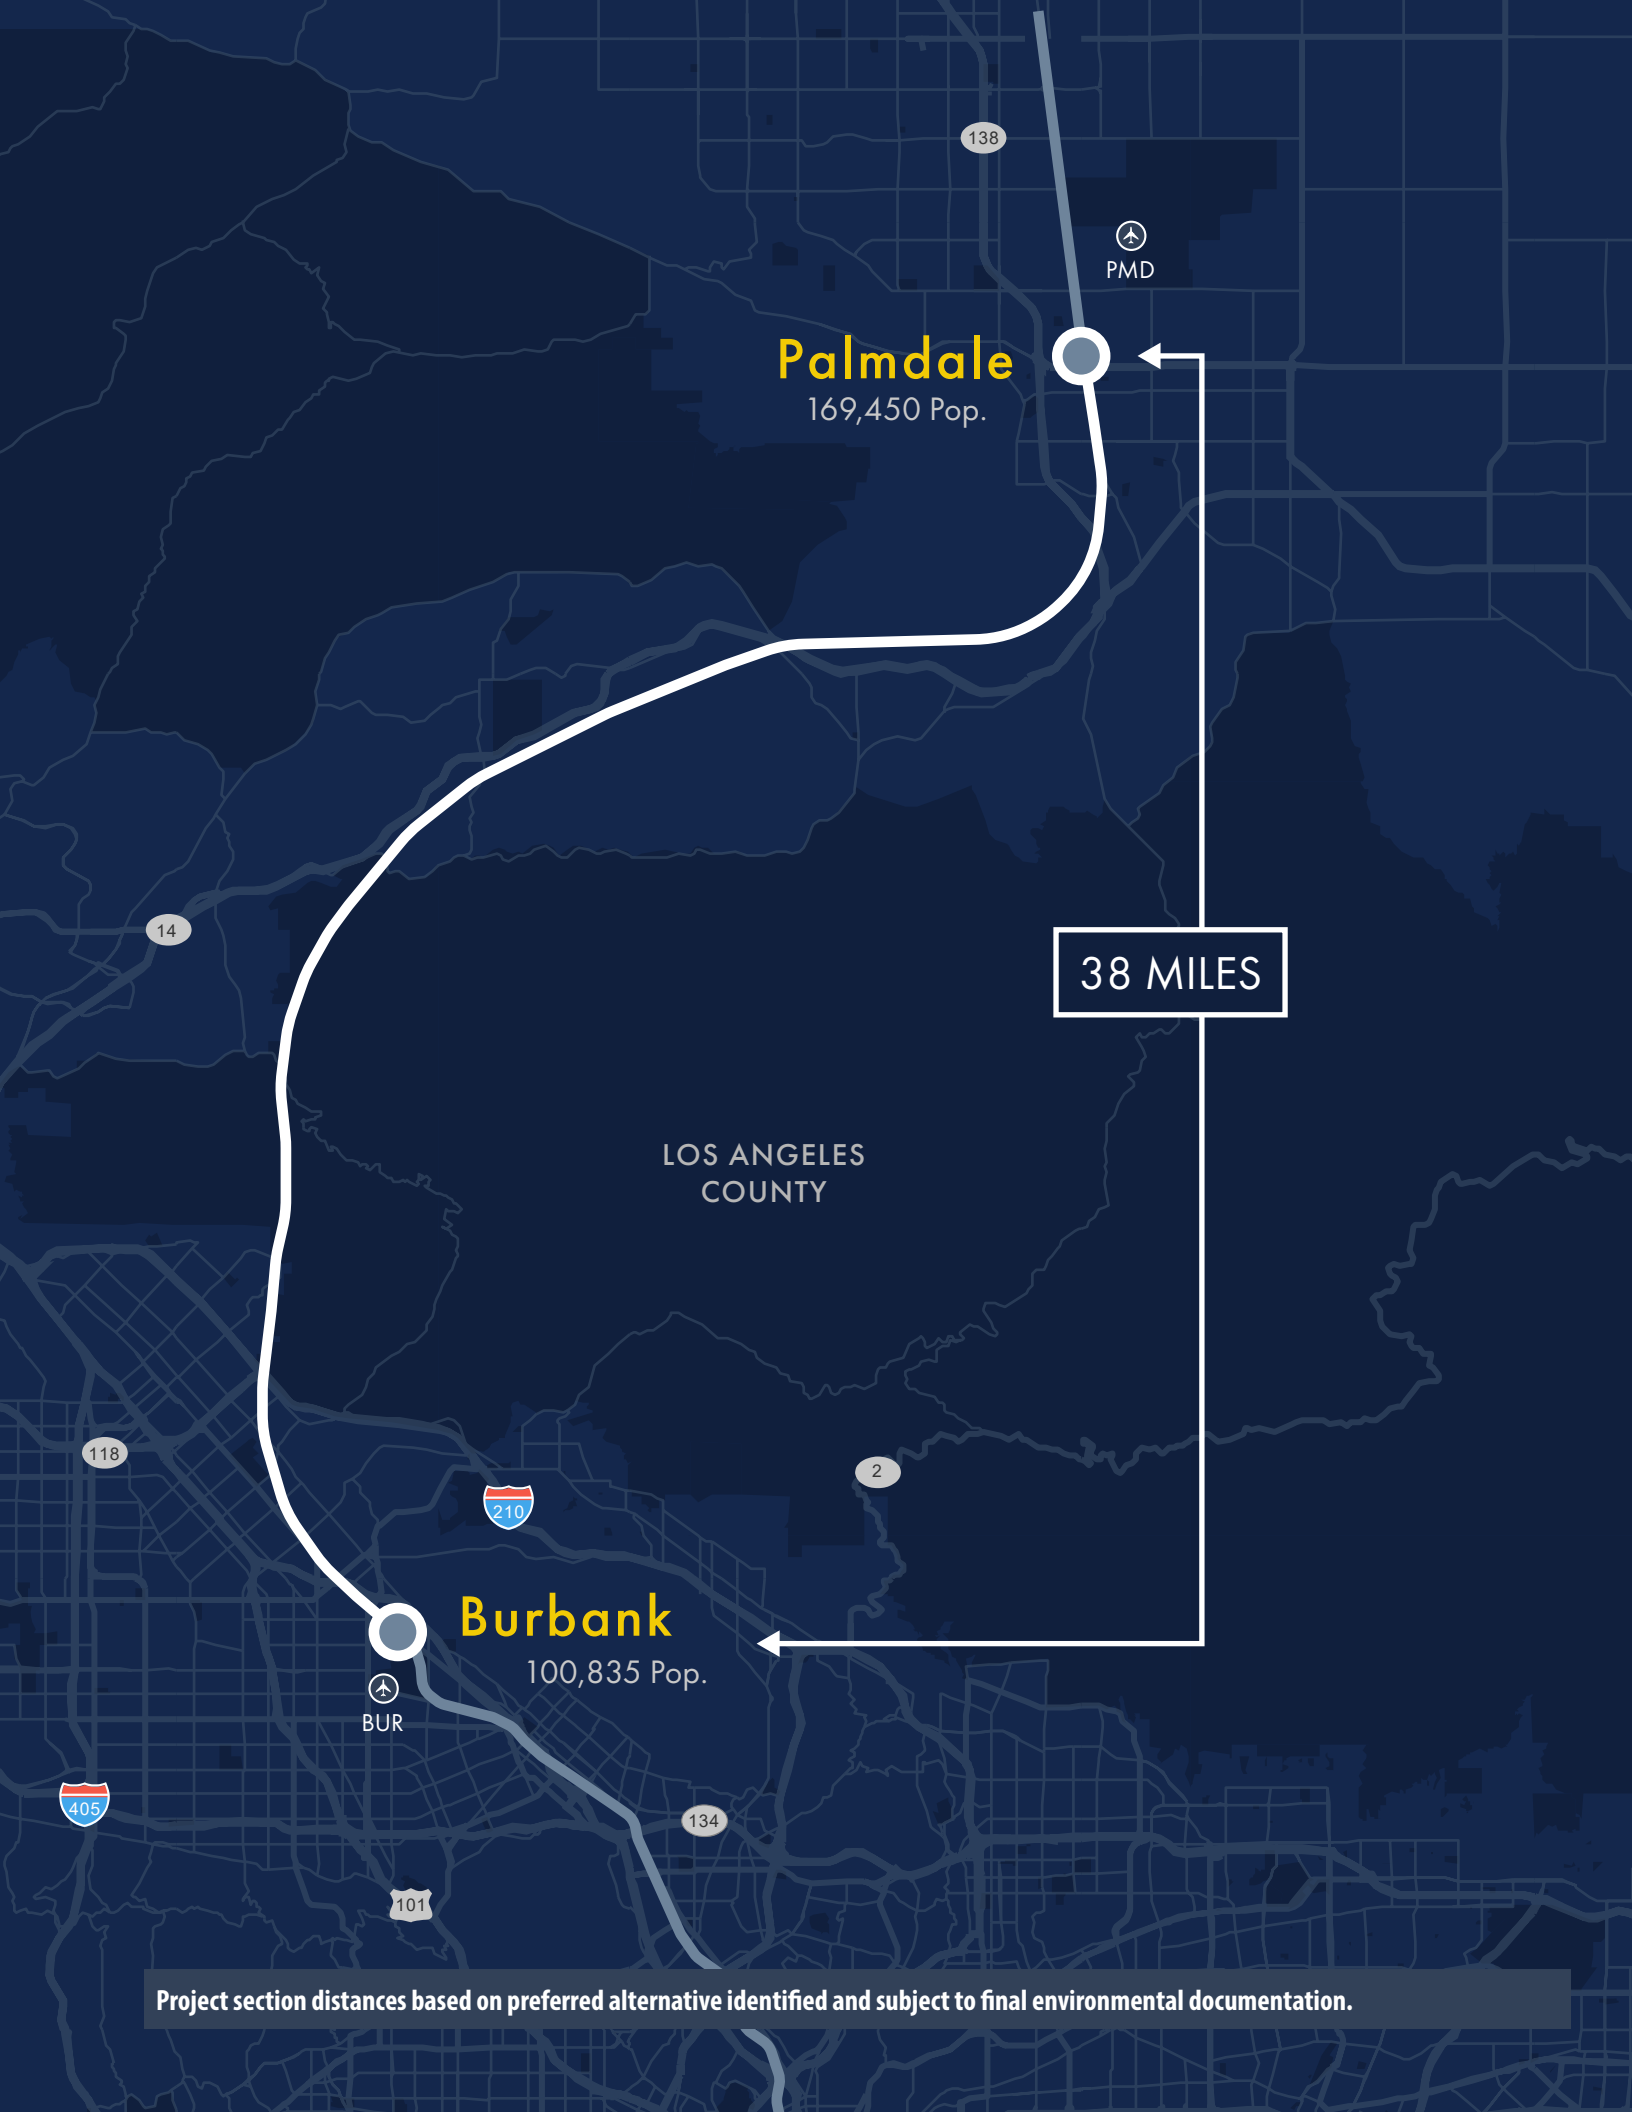 138
PMD
Palmdale
169,450 Pop.
14
38 MILES
LOS ANGELES
COUNTY
118
2
210
Burbank
100,835 Pop.
BUR
405
134
101
Project section distances based on preferred alternative identified and subject to final environmental documentation.